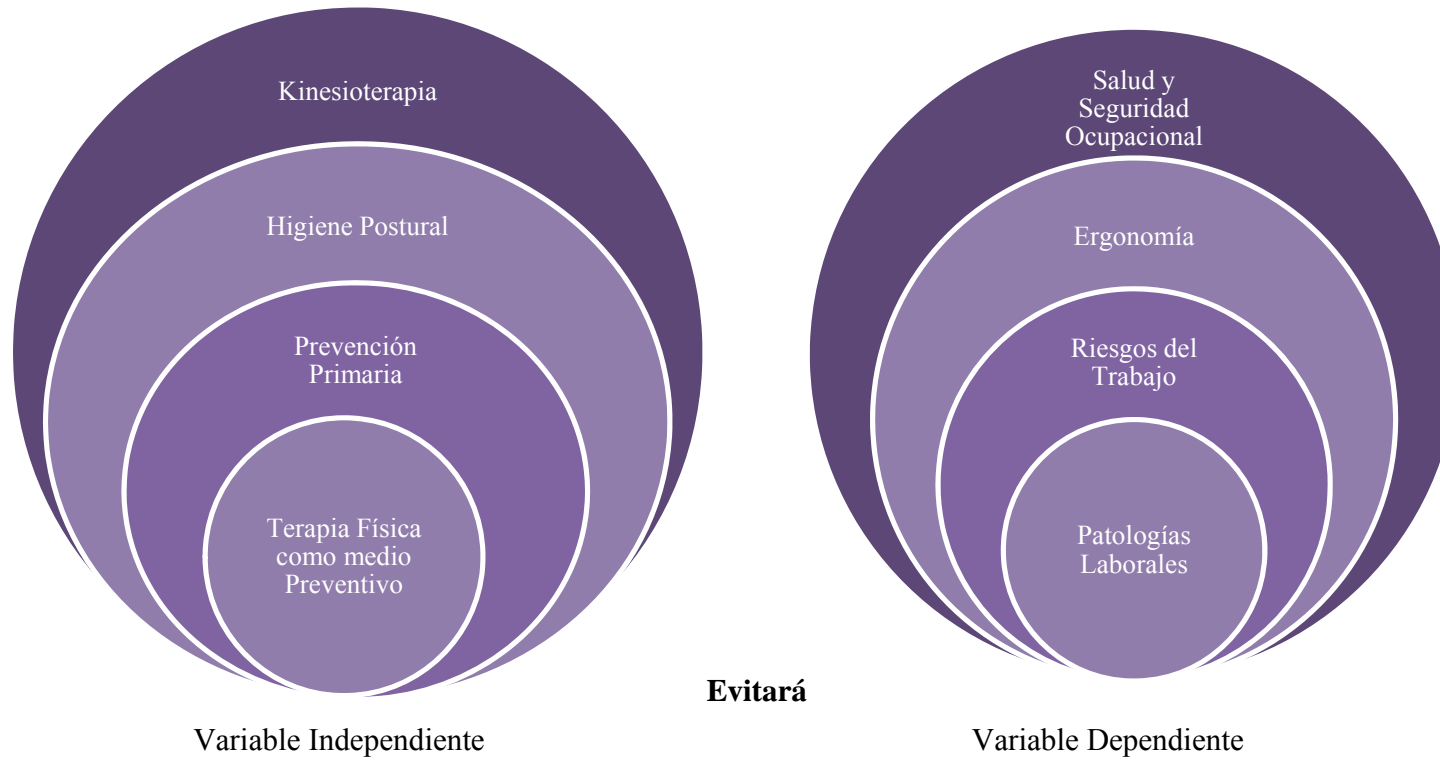 Kinesioterapia
Higiene Postural
Prevención
Primaria
Terapia Física
como medio
Preventivo
Salud y
Seguridad
Ocupacional
Ergonomía
Riesgos del
Trabajo
Patologías
Laborales
Evitará
Variable Independiente
Variable Dependiente